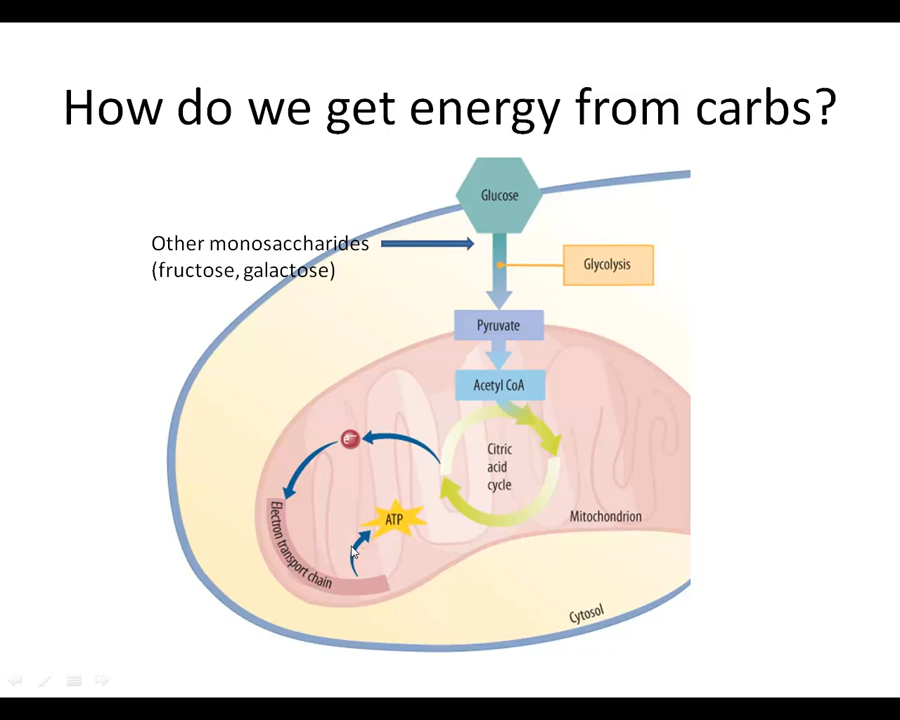 How do we get energy from carbs?
Glucose
Other monosaccharides
(fructose, galactose)
Glycolysis
Pyruvate
Acetyl CoA
Citric
acid
cycle
e−
ATP
Electron transport chain
Mitochondrion
Cytosol